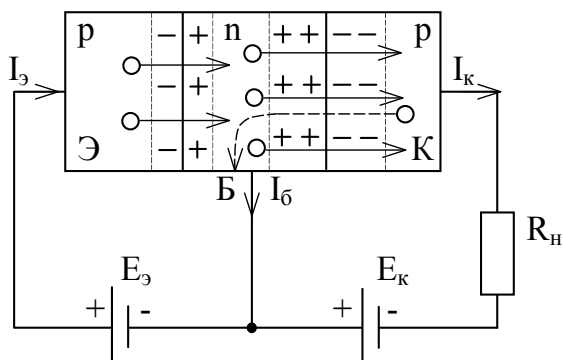 p − + n + + − − p
Iэ − + + + − − Iк
Э − + + + − − К
Б Iб
Rн
Eэ Eк
+ - + -